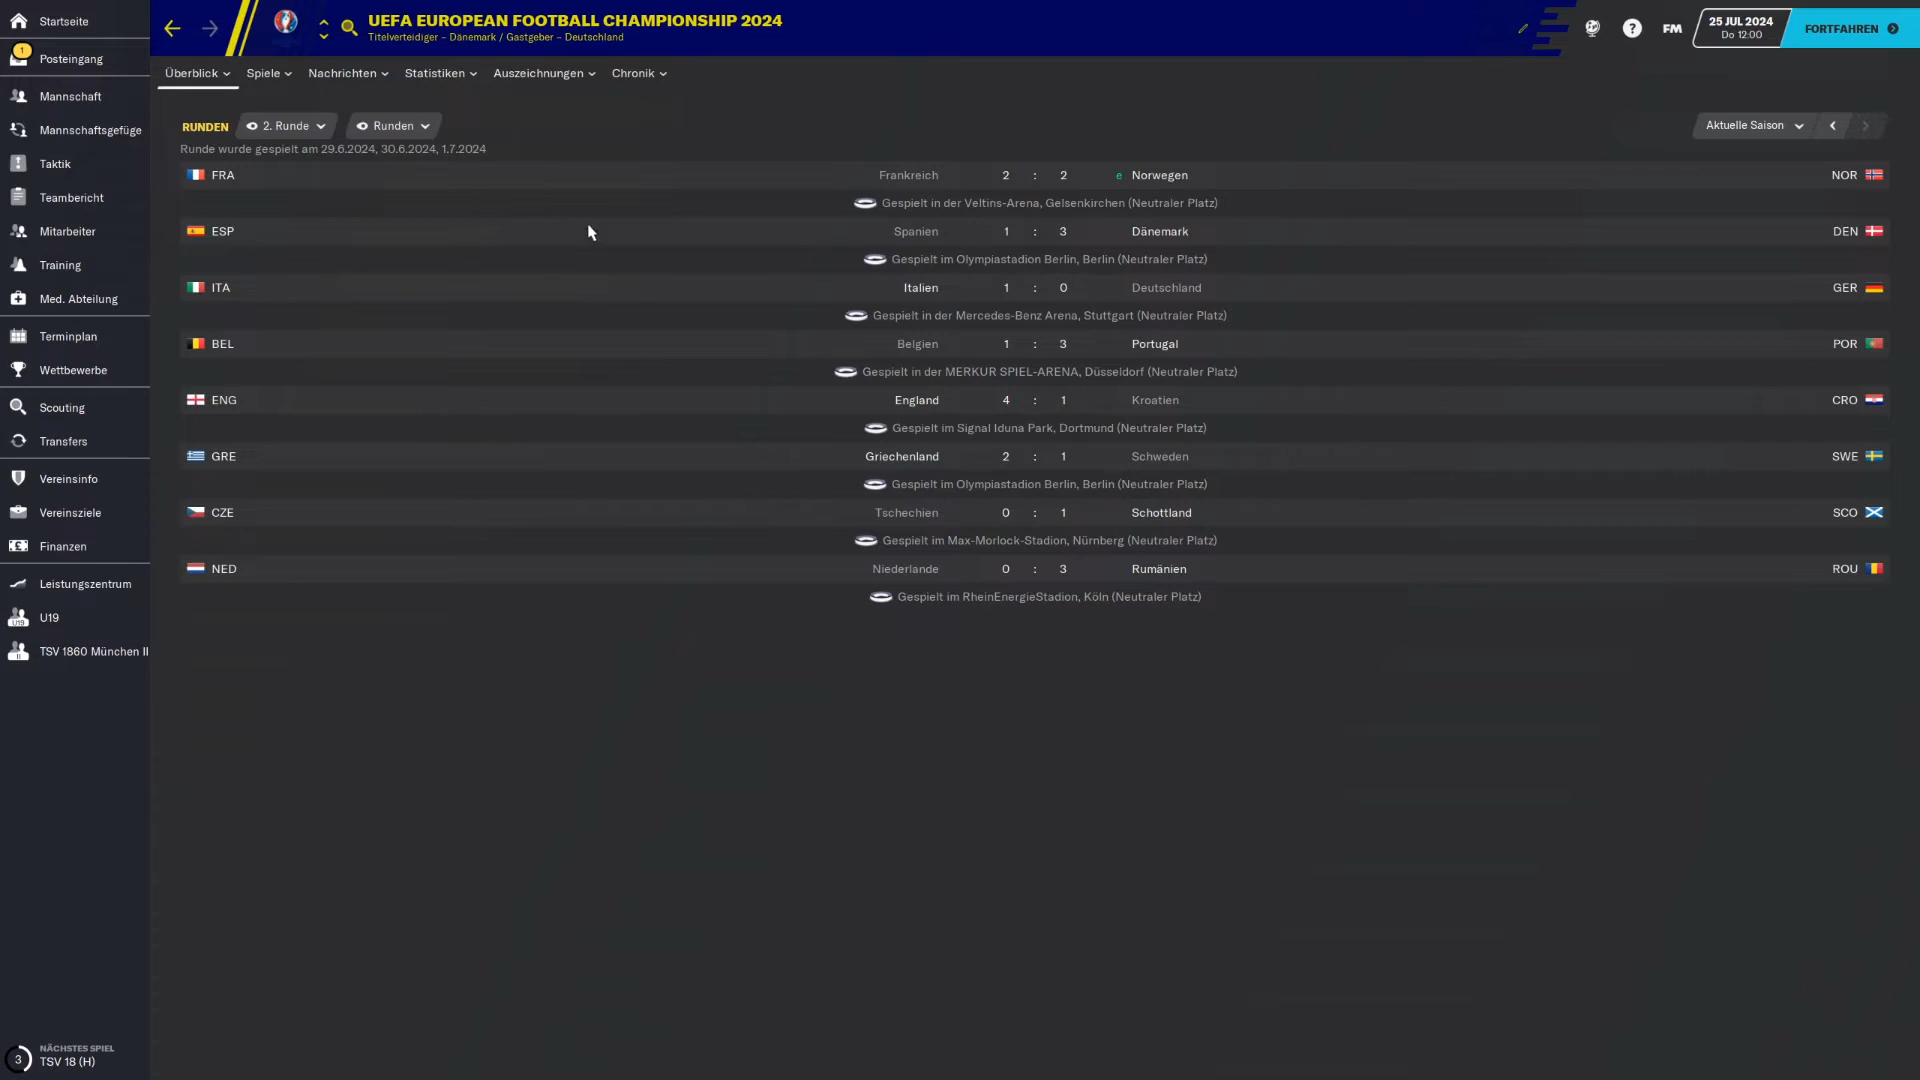 Startseite
1
Posteingang
Mannschaft
Mannschaftsgefüge
Taktik
Teambericht
Mitarbeiter
Training
Med. Abteilung
Terminplan
Wettbewerbe
Scouting
Transfers
Vereinsinfo
Vereinsziele
Finanzen
Leistungszentrum
U19 U19
II TSV 1860 München II
NÄCHSTES SPIEL
3 TSV 18 (H)
UEFA EUROPEAN FOOTBALL CHAMPIONSHIP 2024
Titelverteidiger – Dänemark / Gastgeber – Deutschland
? FM 25 JUL 2024 FORTFAHREN
Do 12:00
Überblick Spiele Nachrichten Statistiken Auszeichnungen Chronik
RUNDEN 2. Runde Runden Aktuelle Saison
Runde wurde gespielt am 29.6.2024, 30.6.2024, 1.7.2024
FRA Frankreich 2 : 2 e Norwegen NOR
Gespielt in der Veltins-Arena, Gelsenkirchen (Neutraler Platz)
ESP Spanien 1 : 3 Dänemark DEN
Gespielt im Olympiastadion Berlin, Berlin (Neutraler Platz)
ITA Italien 1 : 0 Deutschland GER
Gespielt in der Mercedes-Benz Arena, Stuttgart (Neutraler Platz)
BEL Belgien 1 : 3 Portugal POR
Gespielt in der MERKUR SPIEL-ARENA, Düsseldorf (Neutraler Platz)
ENG England 4 : 1 Kroatien CRO
Gespielt im Signal Iduna Park, Dortmund (Neutraler Platz)
GRE Griechenland 2 : 1 Schweden SWE
Gespielt im Olympiastadion Berlin, Berlin (Neutraler Platz)
CZE Tschechien 0 : 1 Schottland SCO
Gespielt im Max-Morlock-Stadion, Nürnberg (Neutraler Platz)
NED Niederlande 0 : 3 Rumänien ROU
Gespielt im RheinEnergieStadion, Köln (Neutraler Platz)